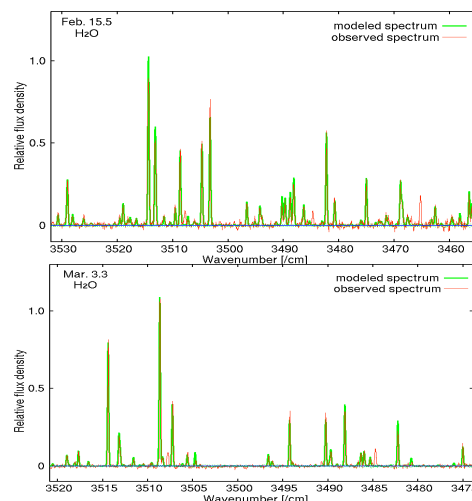 Feb. 15.5
H2O
modeled spectrum
observed spectrum
Relative flux density
1.0
0.5
0
3530 3520 3510 3500 3490 3480 3470 3460
Wavenumber [/cm]
Mar. 3.3
H2O
modeled spectrum
observed spectrum
Relative flux density
1.0
0.5
0
3520 3515 3510 3505 3500 3495 3490 3485 3480 347
Wavenumber [/cm]